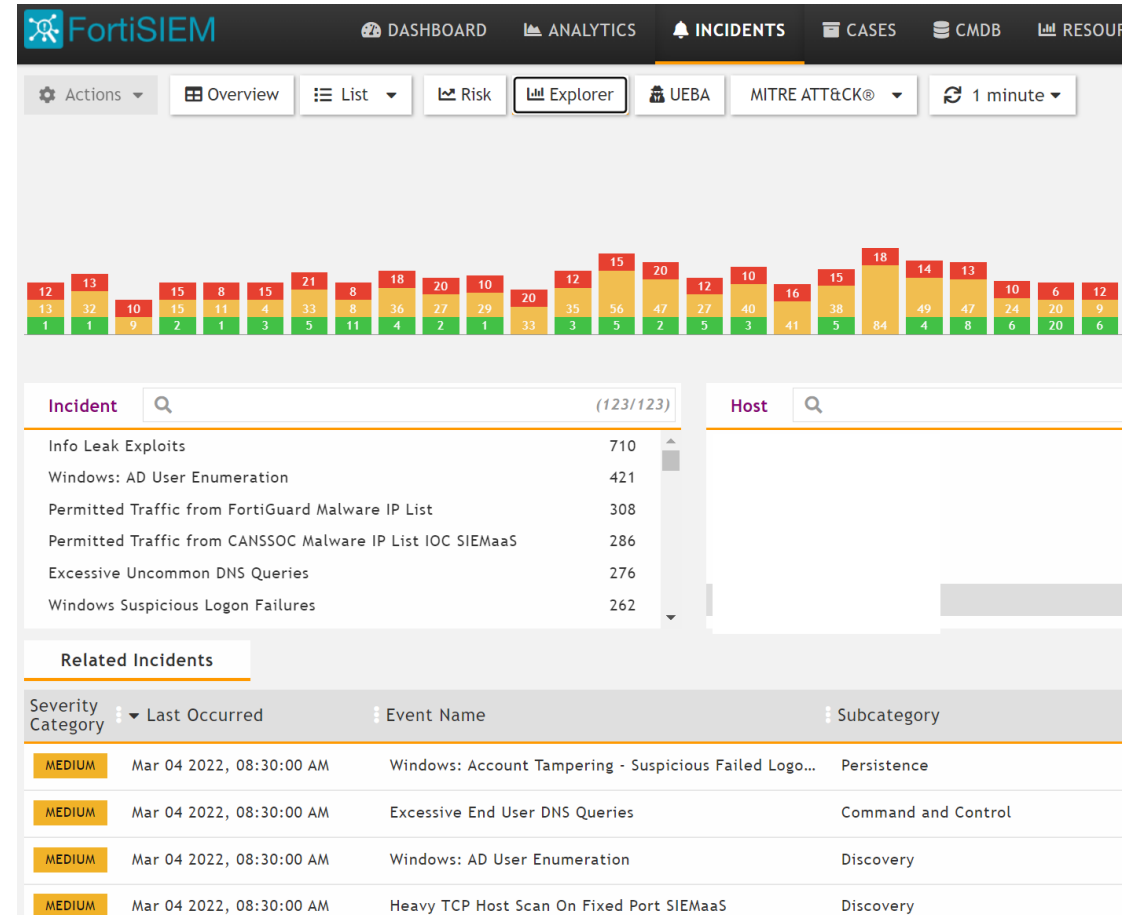 FortiSIEM DASHBOARD ANALYTICS INCIDENTS CASES CMDB RESOUR
Actions Overview List Risk Explorer UEBA MITRE ATT&CK® 1 minute
12 13 10 15 8 15 21 8 18 20 10 20 12 15 20 12 10 16 15 18 14 13 10 6 12
13 32 9 15 11 4 33 8 36 27 29 33 35 56 47 27 40 41 38 84 49 47 24 20 9
1 1 2 1 3 5 11 4 2 1 3 5 2 5 3 5 4 8 6 20 6
Incident (123/123) Host
Info Leak Exploits 710
Windows: AD User Enumeration 421
Permitted Traffic from FortiGuard Malware IP List 308
Permitted Traffic from CANSSOC Malware IP List IOC SIEMaaS 286
Excessive Uncommon DNS Queries 276
Windows Suspicious Logon Failures 262
Related Incidents
Severity Category Last Occurred Event Name Subcategory
MEDIUM Mar 04 2022, 08:30:00 AM Windows: Account Tampering - Suspicious Failed Logo... Persistence
MEDIUM Mar 04 2022, 08:30:00 AM Excessive End User DNS Queries Command and Control
MEDIUM Mar 04 2022, 08:30:00 AM Windows: AD User Enumeration Discovery
MEDIUM Mar 04 2022, 08:30:00 AM Heavy TCP Host Scan On Fixed Port SIEMaaS Discovery